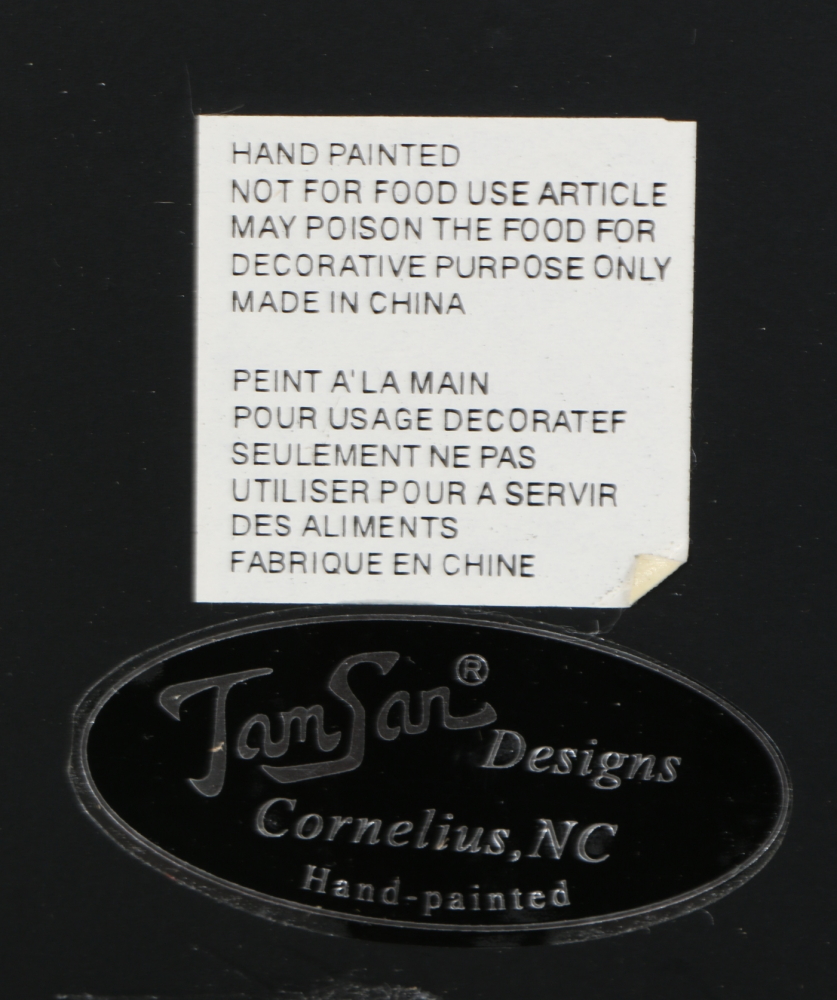 HAND PAINTED
NOT FOR FOOD USE ARTICLE
MAY POISON THE FOOD FOR
DECORATIVE PURPOSE ONLY
MADE IN CHINA
PEINT A'LA MAIN
POUR USAGE DECORATEF
SEULEMENT NE PAS
UTILISER POUR A SERVIR
DES ALIMENTS
FABRIQUE EN CHINE
TamSan®
Designs
Cornelius, NC
Hand-painted